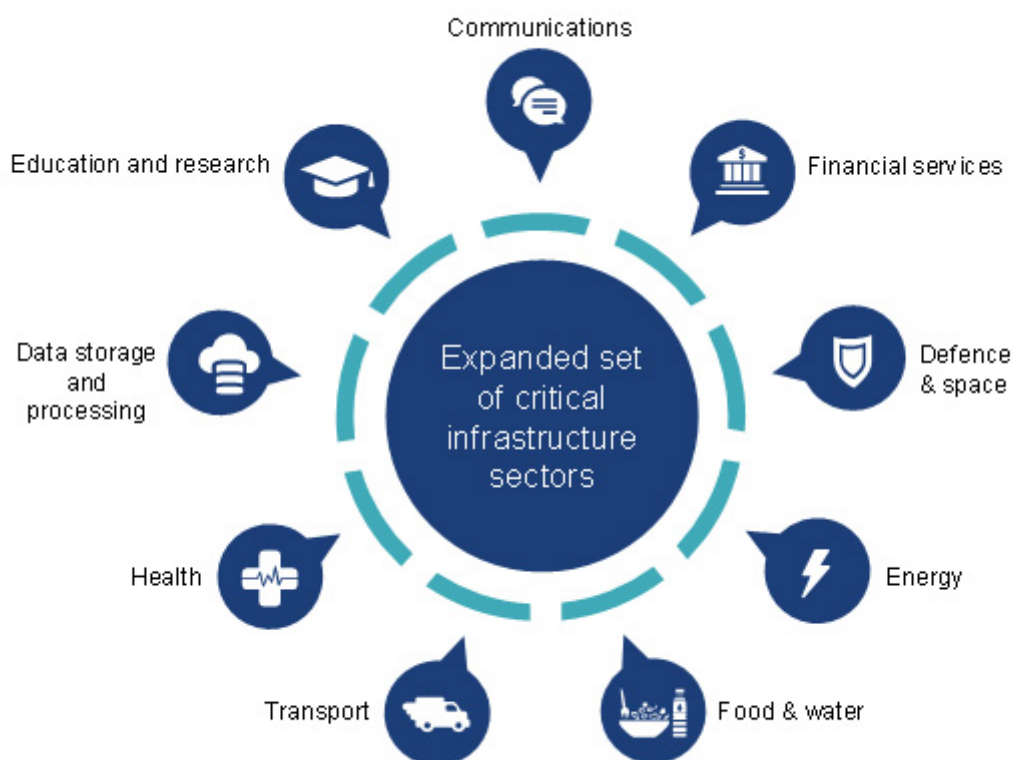 Communications
Financial services
Defence
& space
Energy
Food & water
Transport
Health
Data storage
and
processing
Education and research
Expanded set
of critical
infrastructure
sectors
$